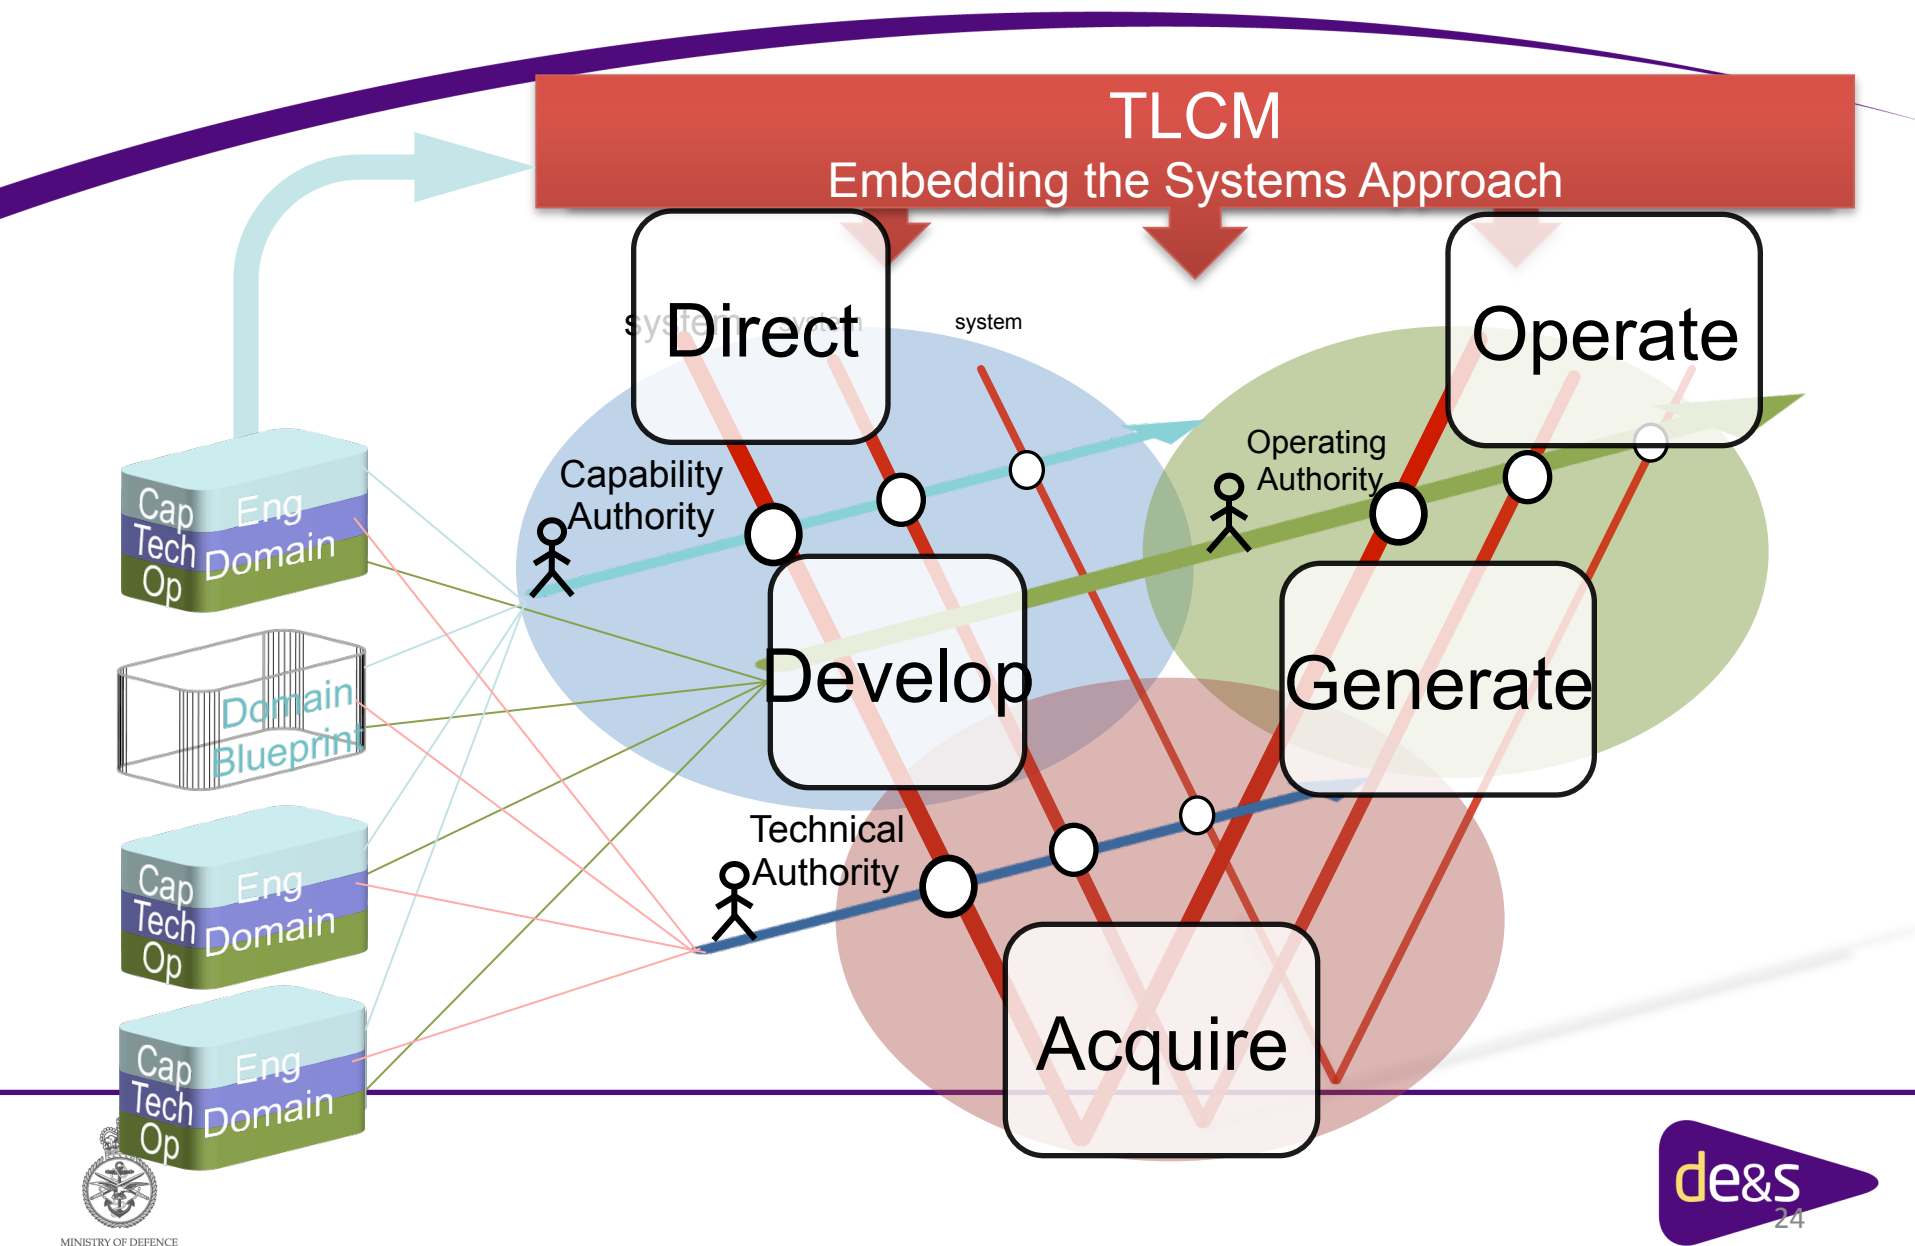 TLCM
Embedding the Systems Approach
Direct
Operate
system
system
system
Capability
Authority
Operating
Authority
Cap
Tech
Op
Eng
Domain
Domain
Blueprint
Develop
Generate
Technical
Authority
Cap
Tech
Op
Eng
Domain
Acquire
Cap
Tech
Op
Eng
Domain
MINISTRY OF DEFENCE
de&s
24